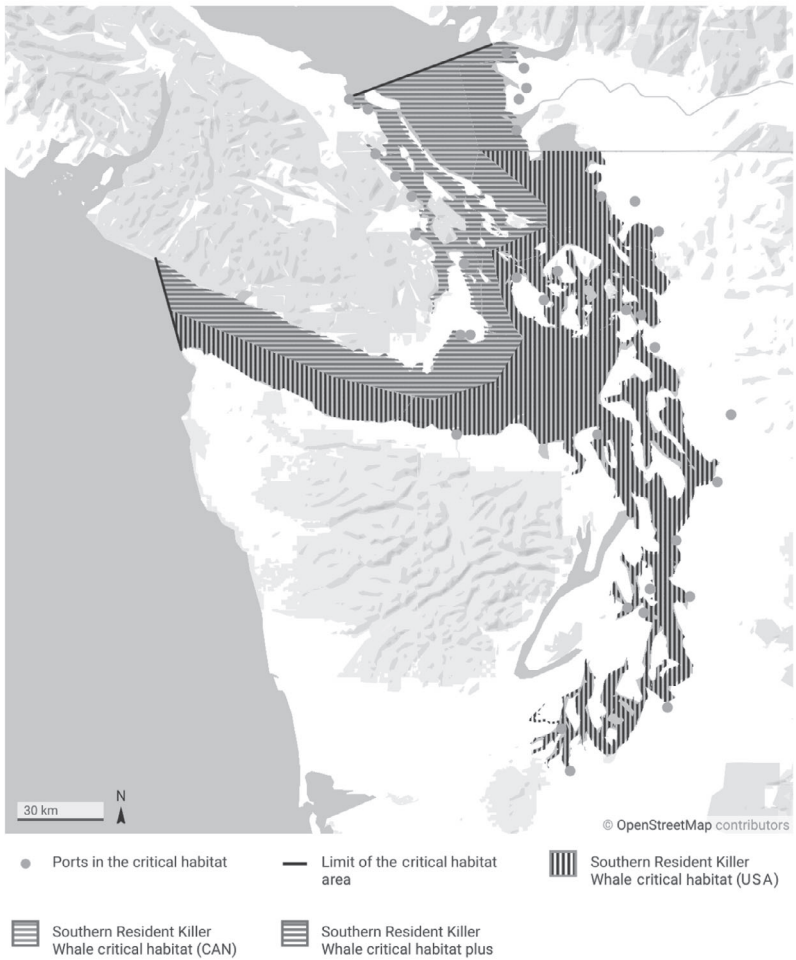 30 km
N
© OpenStreetMap contributors
Ports in the critical habitat
Limit of the critical habitat
area
Southern Resident Killer
Whale critical habitat (USA)
Southern Resident Killer
Whale critical habitat (CAN)
Southern Resident Killer
Whale critical habitat plus